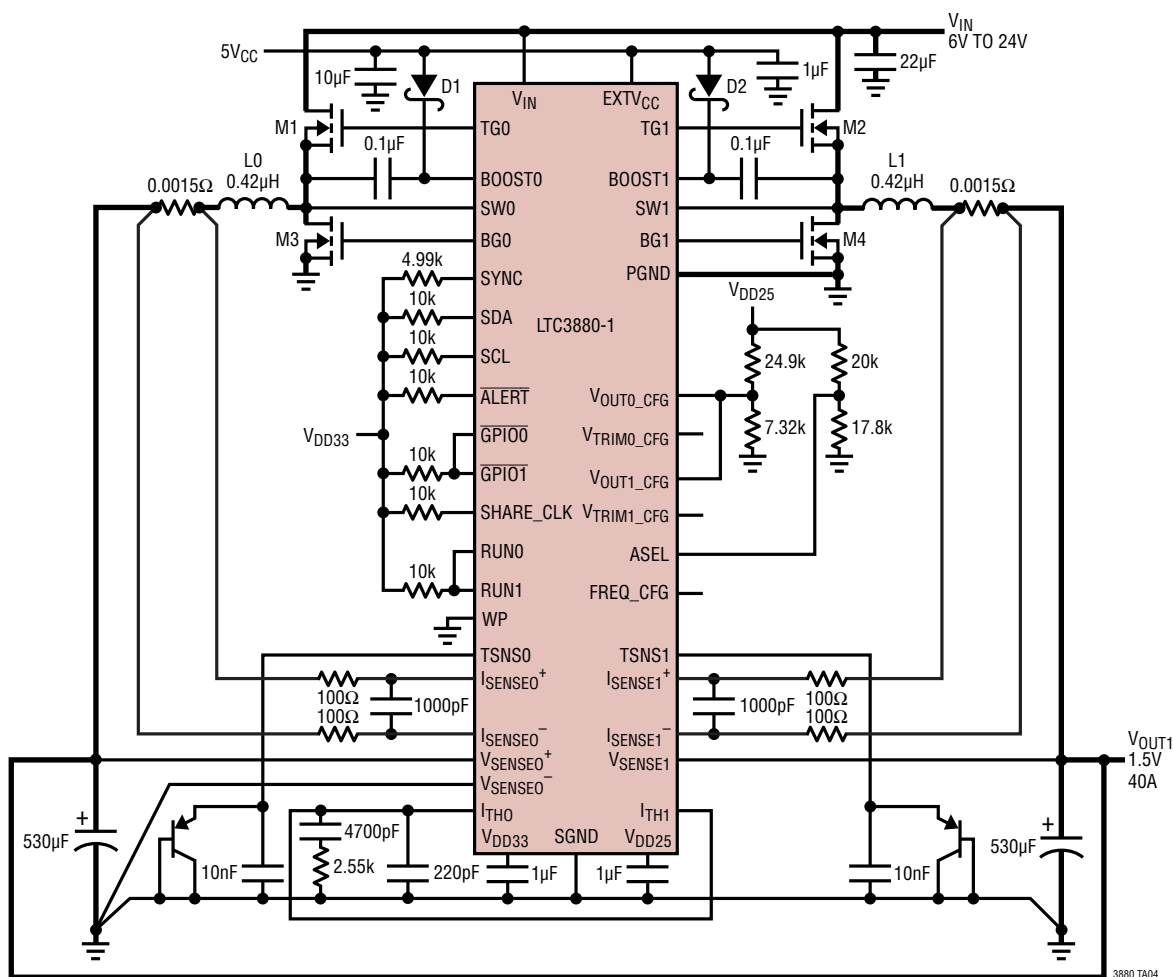 VIN
6V TO 24V
5VCC
10µF
D1
D2
1µF
22µF
VIN
EXTVCC
M1
TG0
TG1
M2
0.1µF
0.1µF
L0
0.42µH
0.0015Ω
BOOST0
BOOST1
L1
0.42µH
0.0015Ω
SW0
SW1
M3
BG0
BG1
M4
PGND
4.99k
SYNC
VDD25
10k
SDA
LTC3880-1
10k
SCL
24.9k
20k
10k
ALERT
VOUT0_CFG
VDD33
GPIO0
VTRIM0_CFG
7.32k
17.8k
10k
GPIO1
VOUT1_CFG
10k
SHARE_CLK
VTRIM1_CFG
RUN0
ASEL
10k
RUN1
FREQ_CFG
WP
TSNS0
TSNS1
ISENSE0+
ISENSE1+
100Ω
100Ω
1000pF
1000pF
100Ω
100Ω
ISENSE0–
ISENSE1–
VSENSE0+
VSENSE1
VOUT1
1.5V
40A
VSENSE0–
ITH0
ITH1
+
530µF
4700pF
VDD33
SGND
VDD25
+
530µF
10nF
2.55k
220pF
1µF
1µF
10nF
3880 TA04